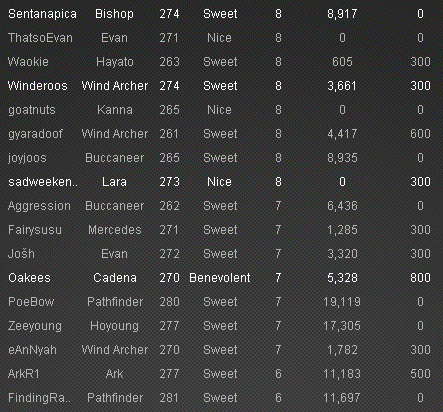 Sentanapica Bishop 274 Sweet 8 8,917 0
ThatsoEvan Evan 271 Nice 8 0 0
Waokie Hayato 263 Sweet 8 605 300
Winderoos Wind Archer 274 Sweet 8 3,661 300
goatnuts Kanna 265 Nice 8 0 0
gyaradoof Wind Archer 261 Sweet 8 4,417 600
joyjoos Buccaneer 265 Sweet 8 8,935 0
sadweeken.. Lara 273 Nice 8 0 300
Aggression Buccaneer 262 Sweet 7 6,436 0
Fairysusu Mercedes 271 Sweet 7 1,285 300
Jošh Evan 272 Sweet 7 3,320 300
Oakees Cadena 270 Benevolent 7 5,328 800
PoeBow Pathfinder 280 Sweet 7 19,119 0
Zeeyoung Hoyoung 277 Sweet 7 17,305 0
eAnNyah Wind Archer 270 Sweet 7 1,782 300
ArkR1 Ark 277 Sweet 6 11,183 500
FindingRa.. Pathfinder 281 Sweet 6 11,697 0